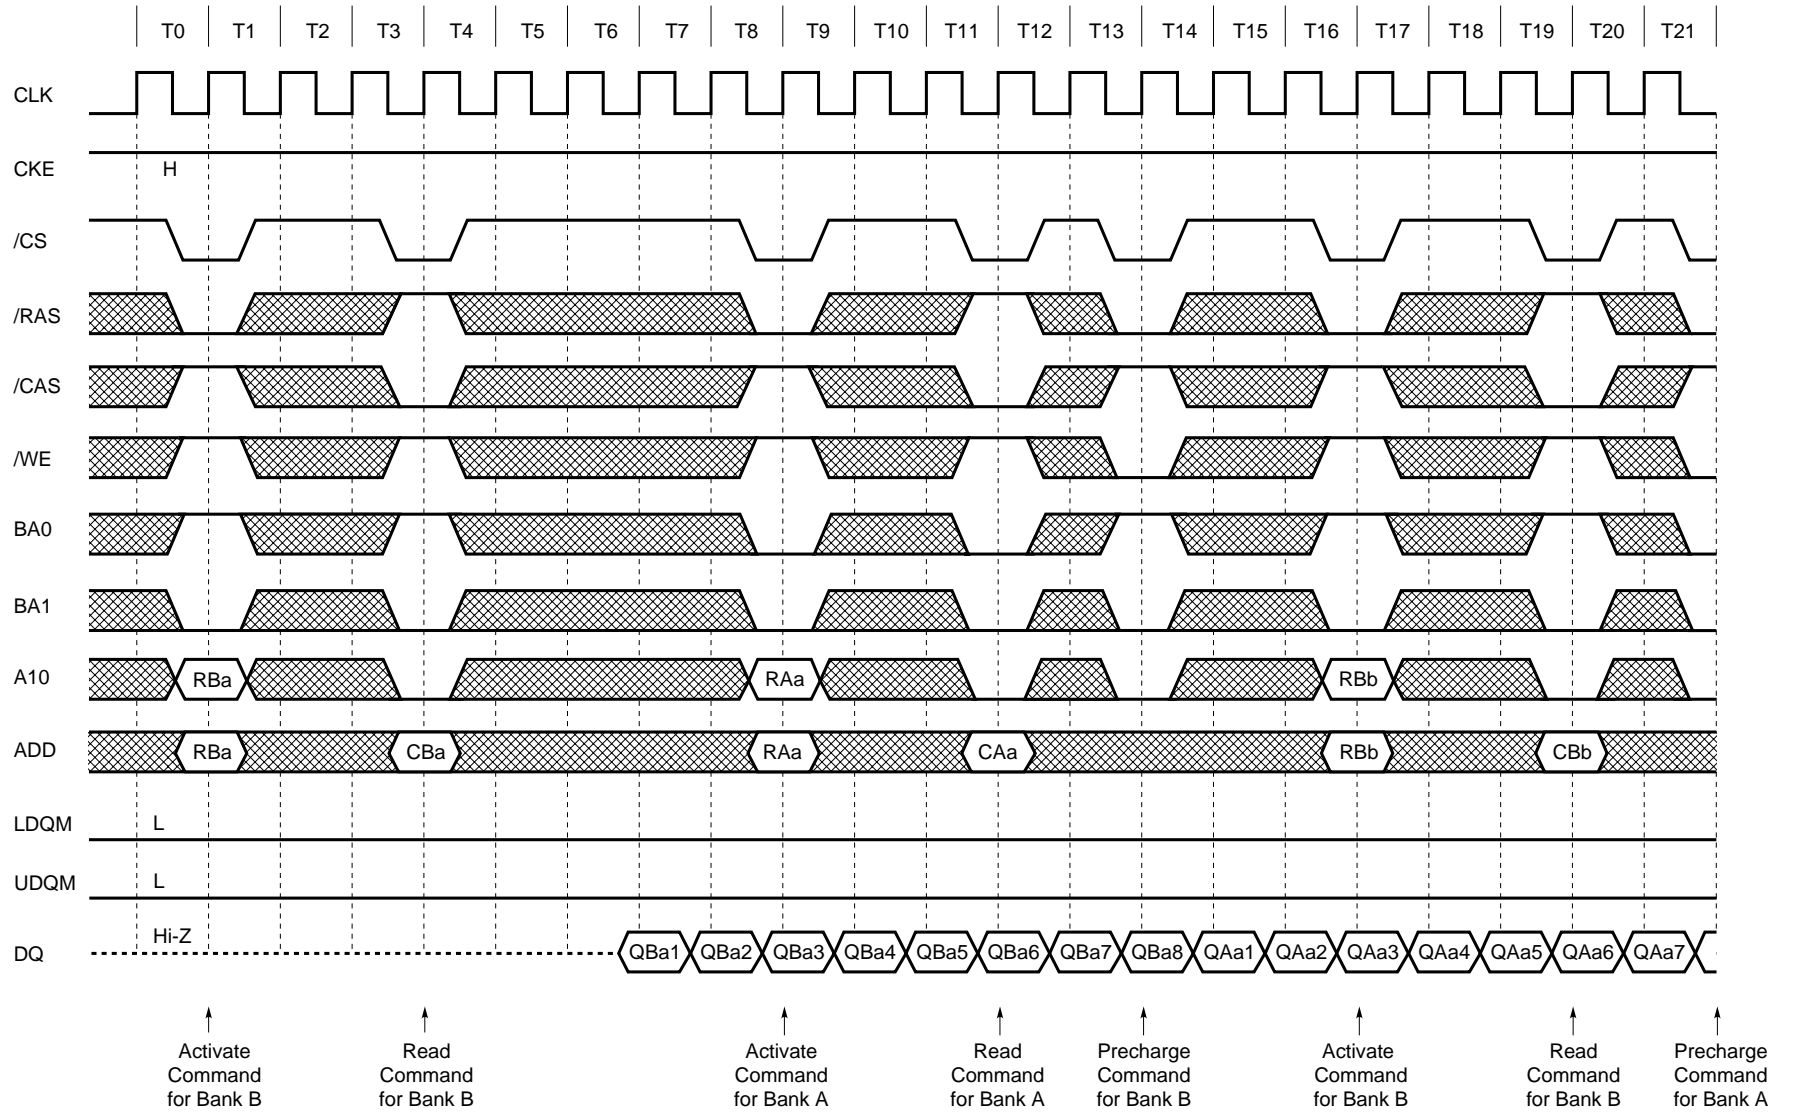 T0 T1 T2 T3 T4 T5 T6 T7 T8 T9 T10 T11 T12 T13 T14 T15 T16 T17 T18 T19 T20 T21
CLK
CKE H
/CS
/RAS
/CAS
/WE
BA0
BA1
A10 RBa RAa RBb
ADD RBa CBa RAa CAa RBb CBb
LDQM L
UDQM L
DQ Hi-Z QBa1 QBa2 QBa3 QBa4 QBa5 QBa6 QBa7 QBa8 QAa1 QAa2 QAa3 QAa4 QAa5 QAa6 QAa7
Activate
Command
for Bank B
Read
Command
for Bank B
Activate
Command
for Bank A
Read
Command
for Bank A
Precharge
Command
for Bank B
Activate
Command
for Bank B
Read
Command
for Bank B
Precharge
Command
for Bank A